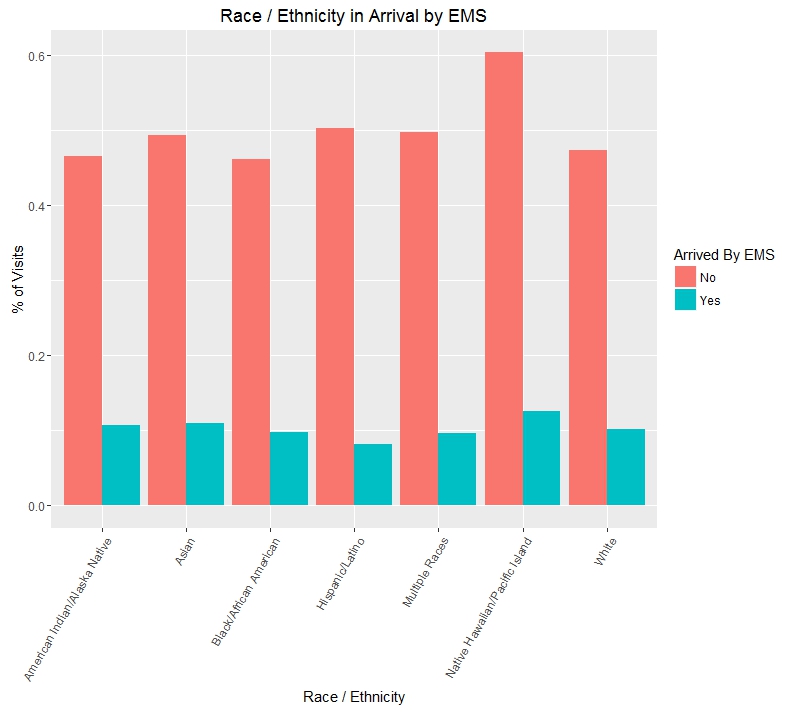 Race / Ethnicity in Arrival by EMS
% of Visits
0.6
0.4
0.2
0.0
American Indian/Alaska Native
Asian
Black/African American
Hispanic/Latino
Multiple Races
Native Hawaiian/Pacific Island
White
Race / Ethnicity
Arrived By EMS
No
Yes